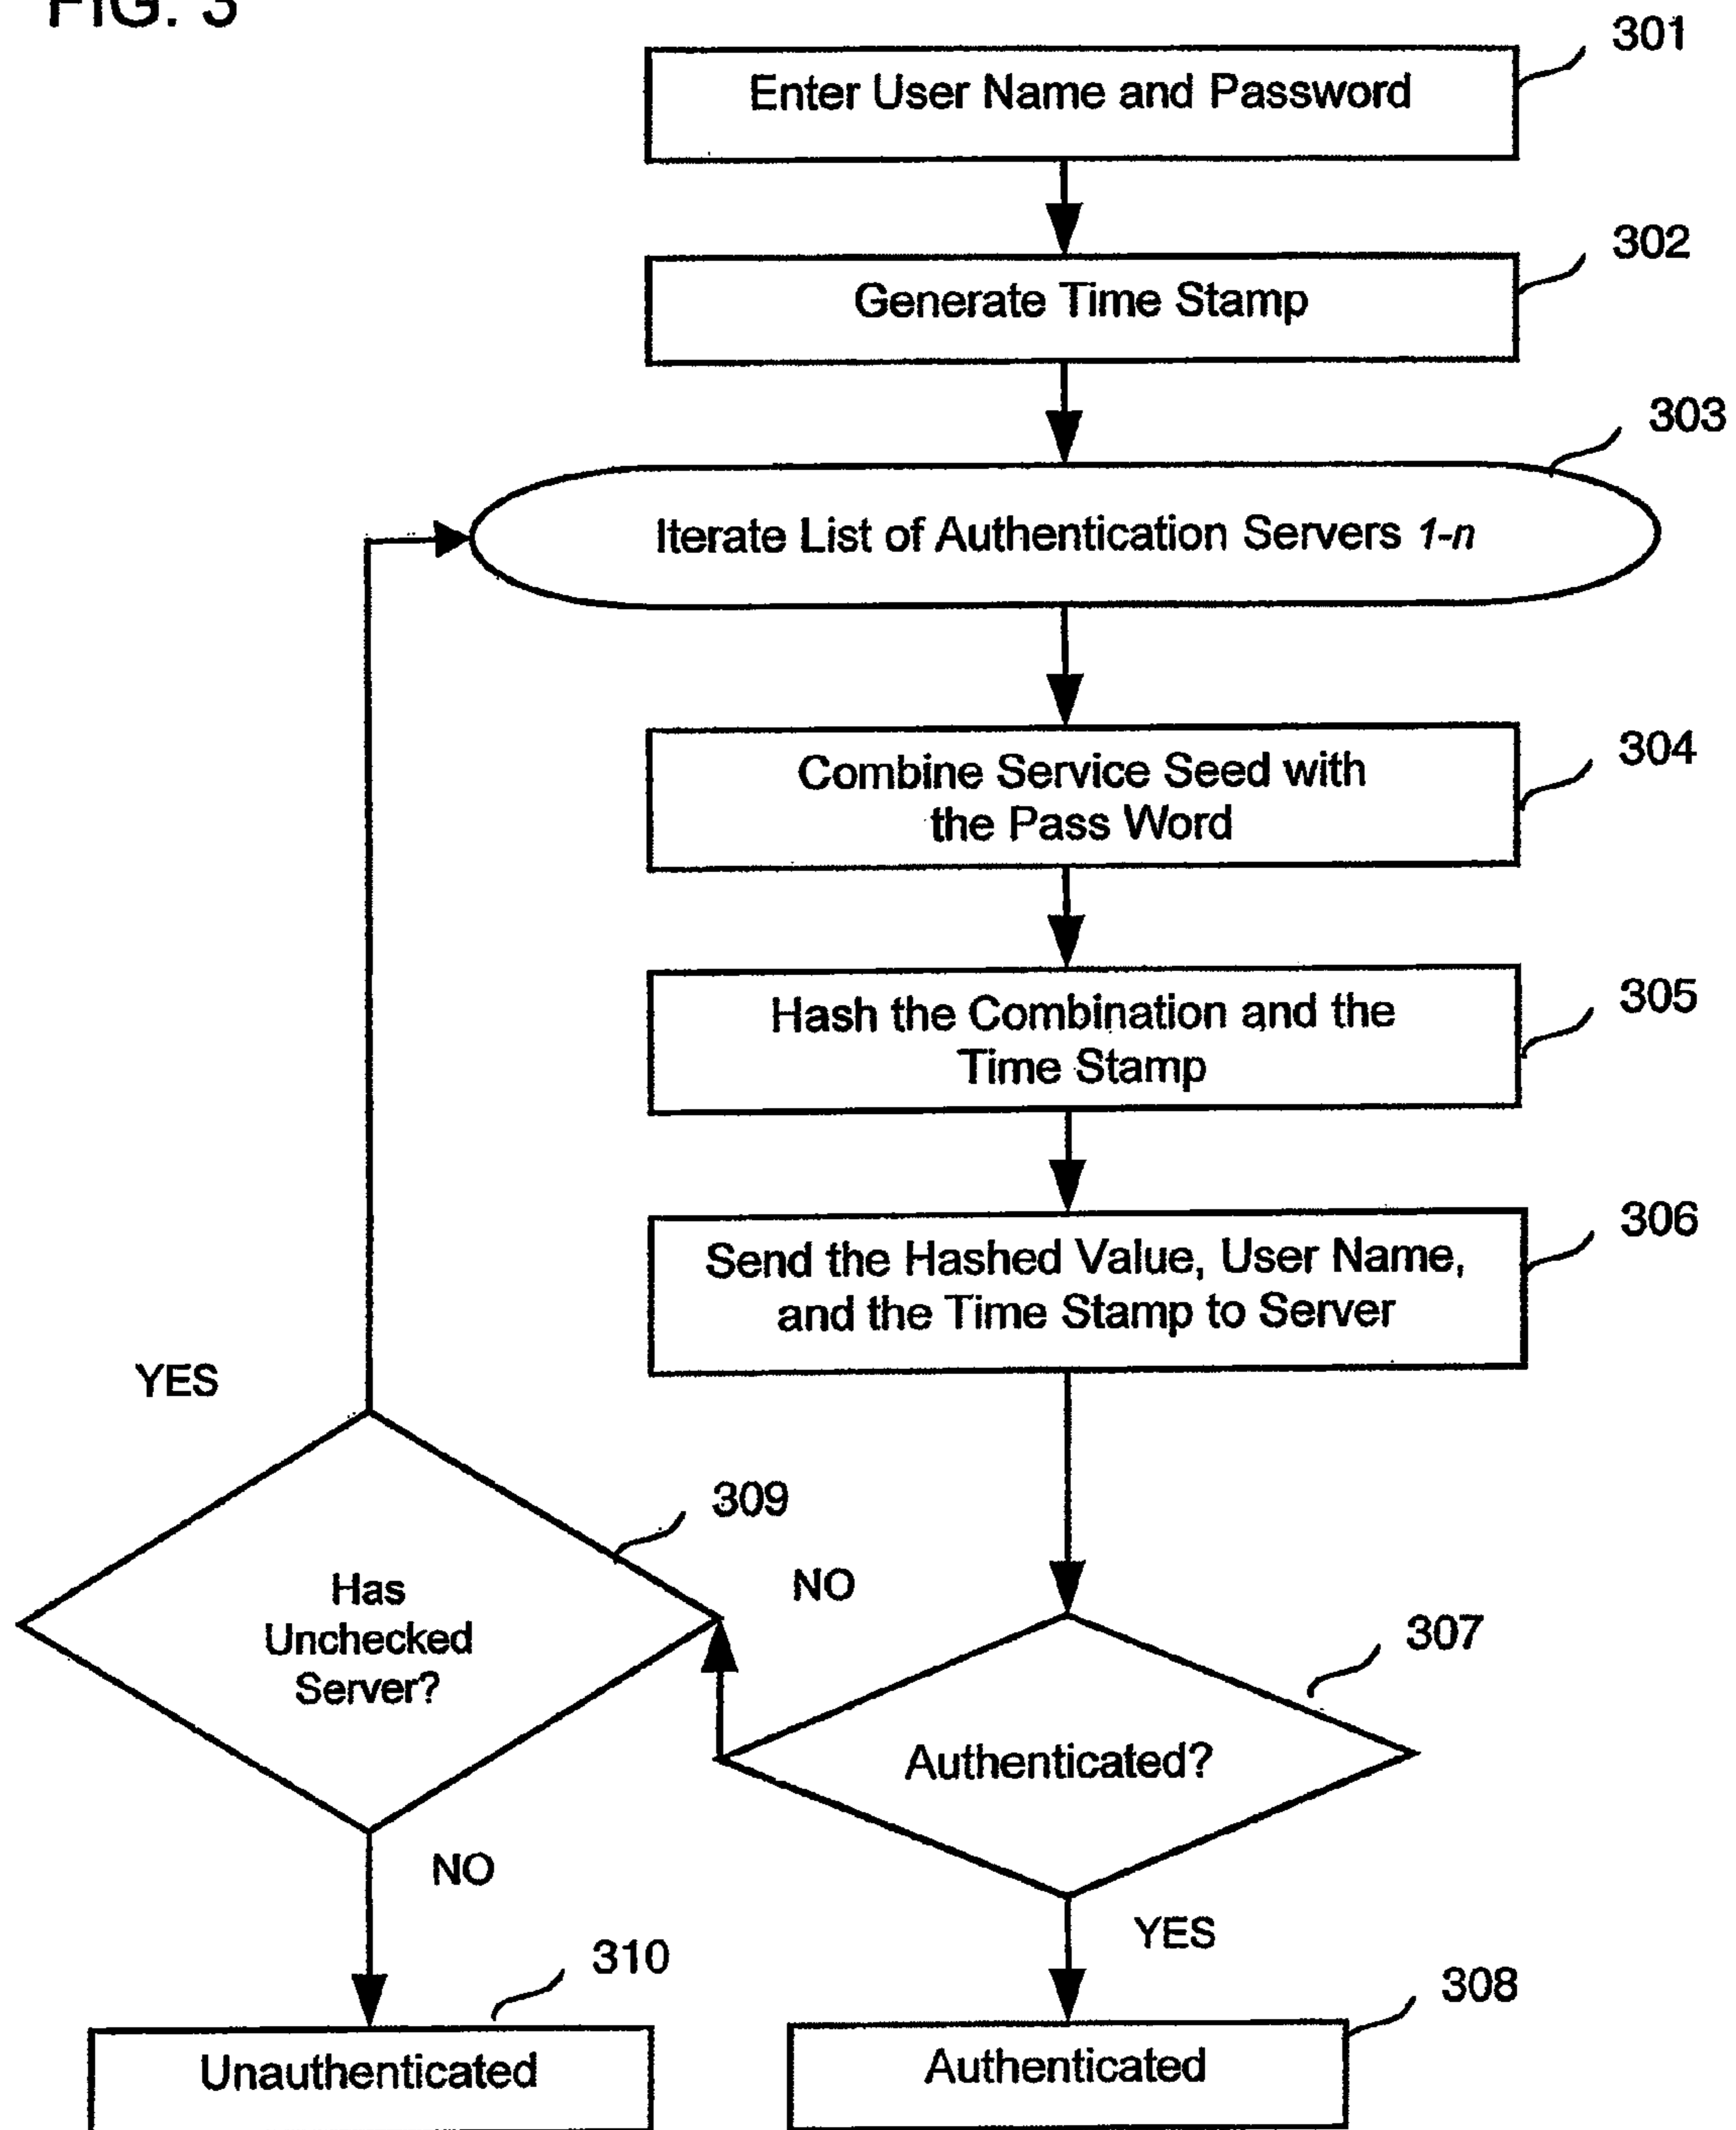 FIG. 3
301
Enter User Name and Password
302
Generate Time Stamp
303
Iterate List of Authentication Servers 1-n
304
Combine Service Seed with
the Pass Word
305
Hash the Combination and the
Time Stamp
306
Send the Hashed Value, User Name,
and the Time Stamp to Server
YES
309
NO
Has
Unchecked
Server?
307
Authenticated?
NO
YES
310
308
Unauthenticated
Authenticated